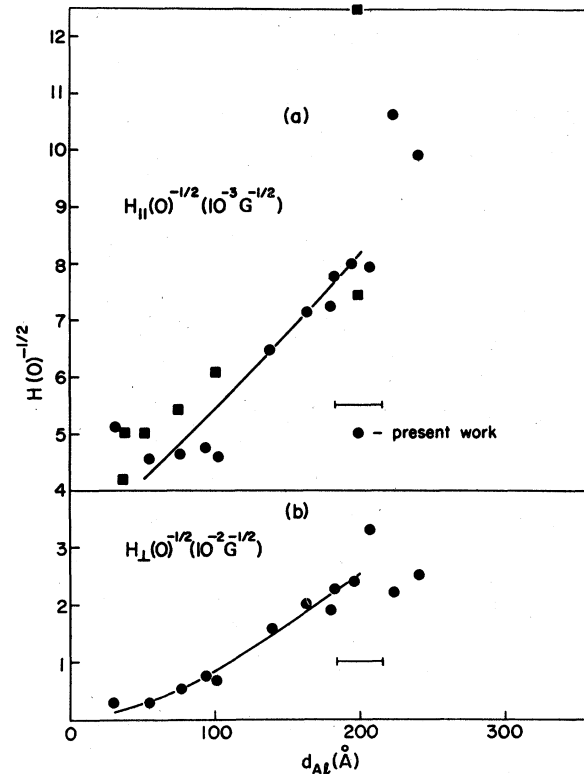 12
(a)
11
10
H∥(0)⁻¹/² (10⁻³ G⁻¹/²)
9
8
H(0)⁻¹/²
7
6
5
● – present work
4
(b)
H⊥(0)⁻¹/² (10⁻² G⁻¹/²)
3
2
1
0 100 200 300
d_Aℓ (Å)